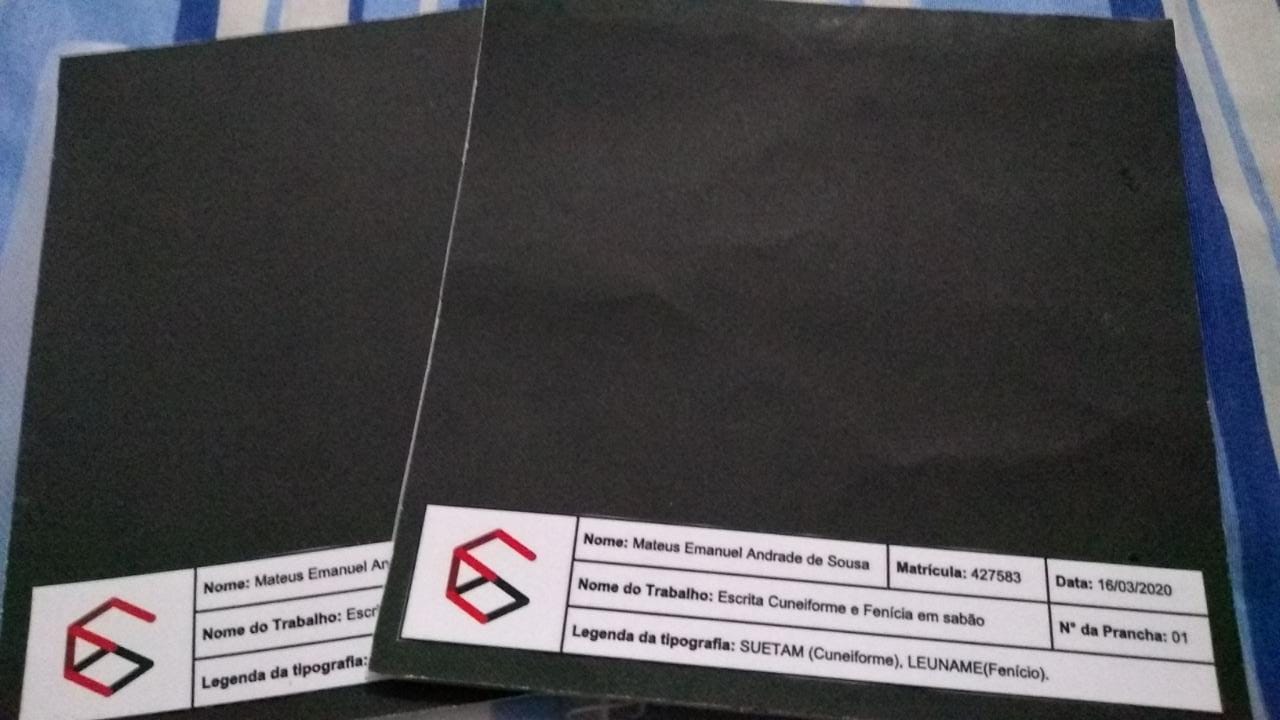 Nome: Mateus Emanuel An
Nome do Trabalho: Escri
Legenda da tipografia:
Nome: Mateus Emanuel Andrade de Sousa Matrícula: 427583 Data: 16/03/2020
Nome do Trabalho: Escrita Cuneiforme e Fenícia em sabão N° da Prancha: 01
Legenda da tipografia: SUETAM (Cuneiforme), LEUNAME(Fenício).